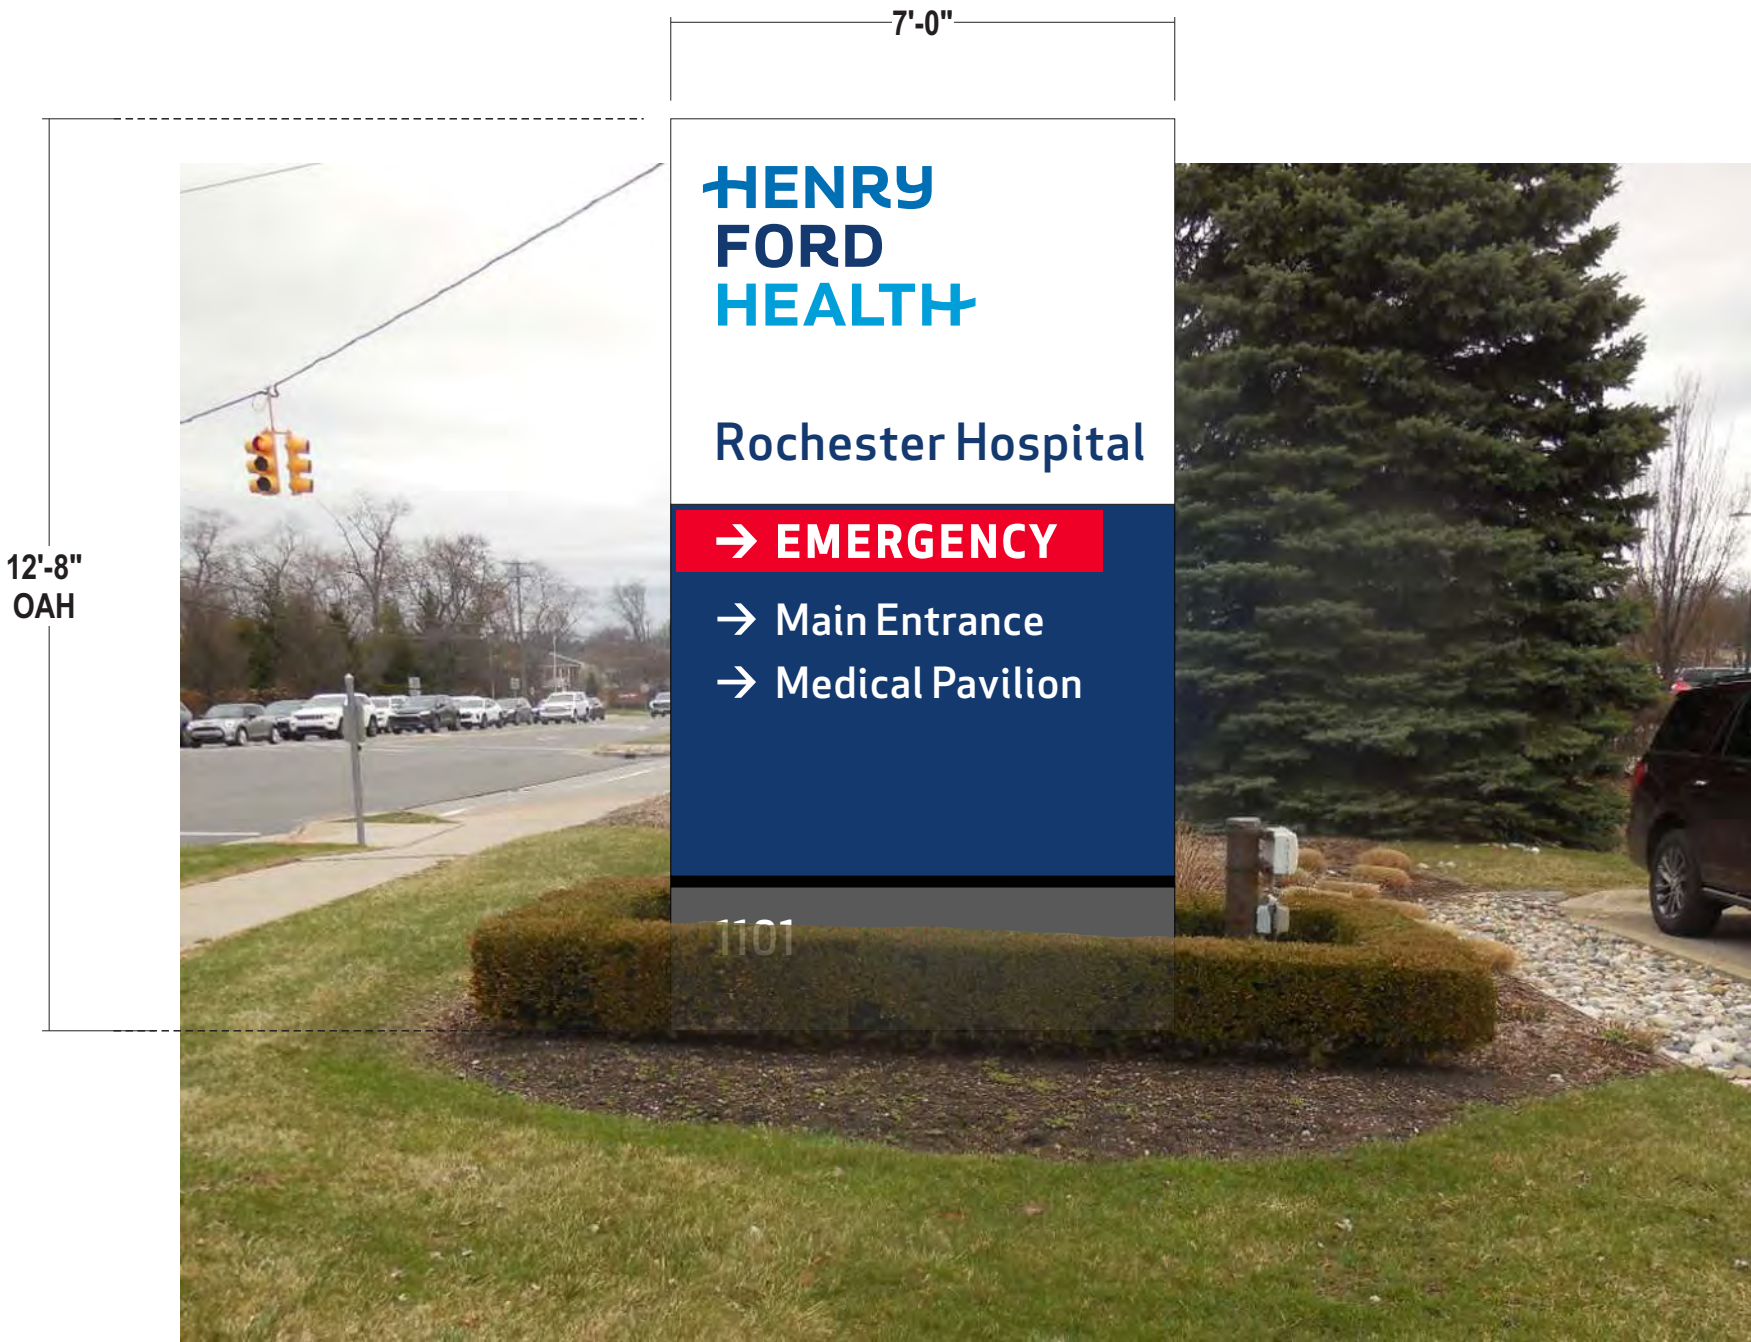 7'-0"
12'-8"
OAH
HENRY
FORD
HEALTH
Rochester Hospital
→ EMERGENCY
→ Main Entrance
→ Medical Pavilion
1101